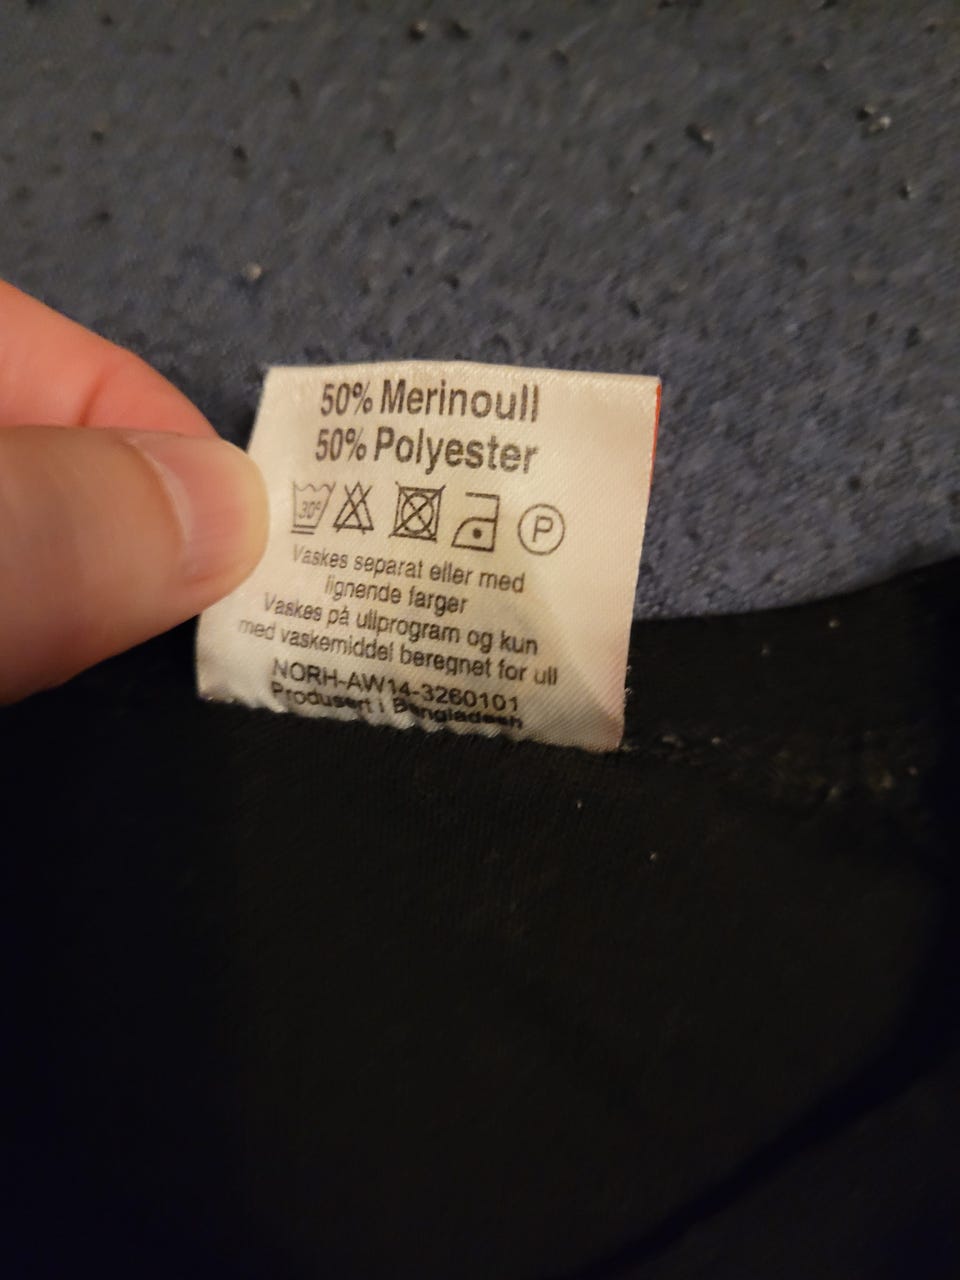 50% Merinoull
50% Polyester
30° P
Vaskes separat eller med
lignende farger
Vaskes på ullprogram og kun
med vaskemiddel beregnet for ull
NORH-AW14-3260101
Produsert i Bangladesh